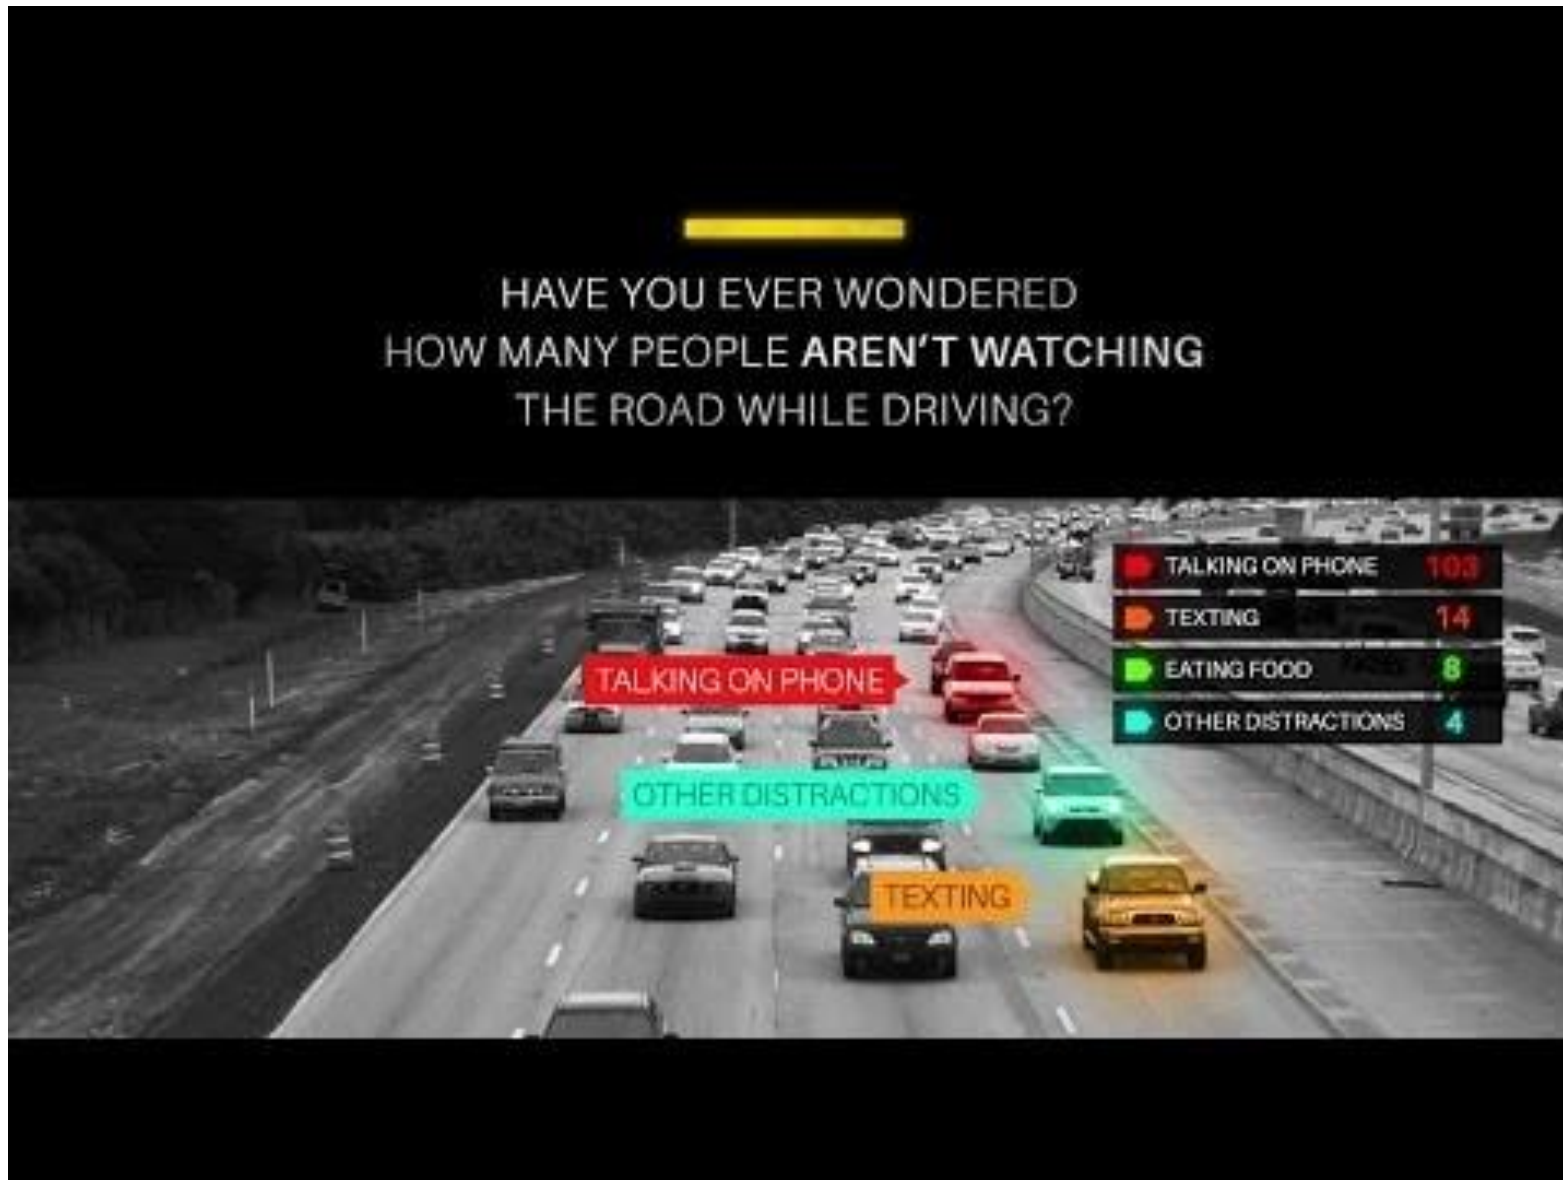 HAVE YOU EVER WONDERED
HOW MANY PEOPLE AREN'T WATCHING
THE ROAD WHILE DRIVING?
TALKING ON PHONE 103
TEXTING 14
EATING FOOD 8
OTHER DISTRACTIONS 4
TALKING ON PHONE
OTHER DISTRACTIONS
TEXTING